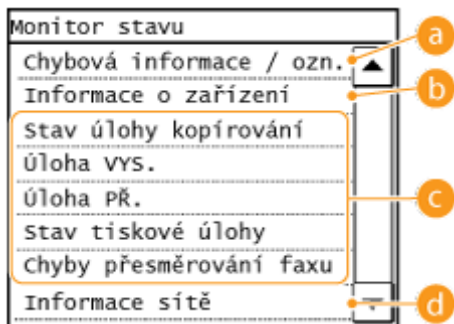 Monitor stavu
Chybová informace / ozn.
a
Informace o zařízení
b
Stav úlohy kopírování
Úloha VYS.
Úloha PŘ.
c
Stav tiskové úlohy
Chyby přesměrování faxu
Informace sítě
d